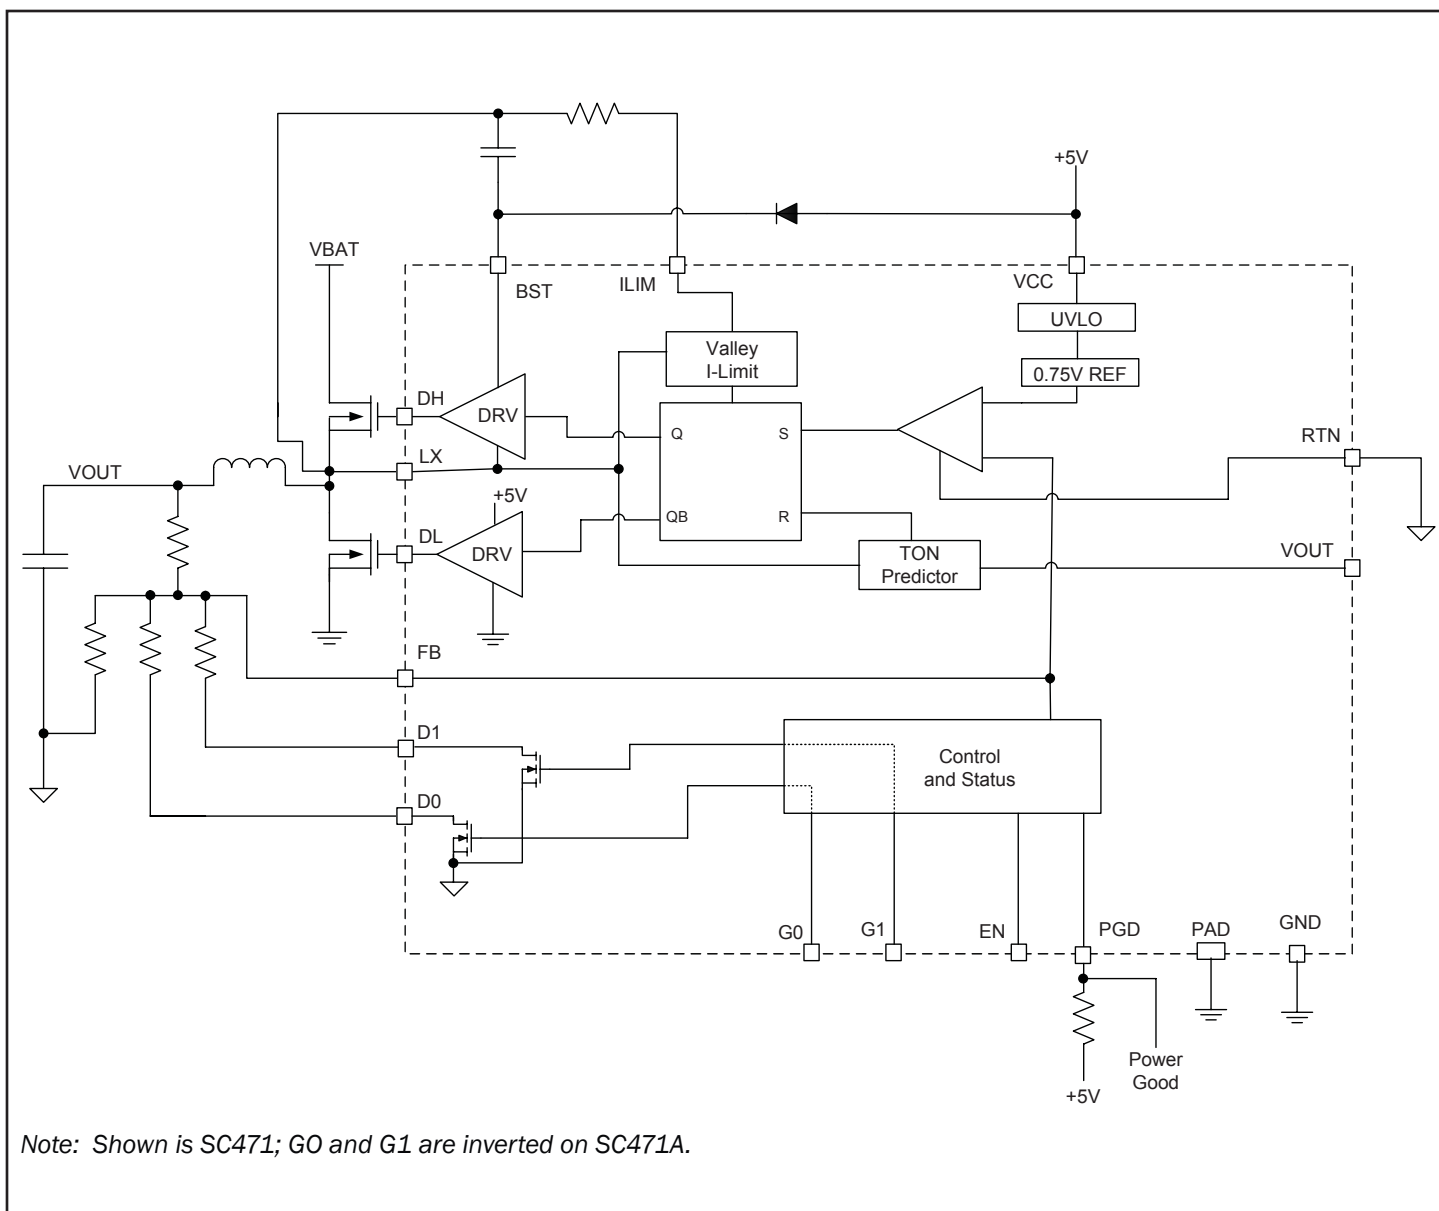 +5V
VBAT
BST
ILIM
VCC
UVLO
Valley
I-Limit
0.75V REF
DH
DRV
Q
S
RTN
LX
VOUT
+5V
QB
R
DL
DRV
TON
Predictor
VOUT
FB
D1
Control
and Status
D0
G0
G1
EN
PGD
PAD
GND
Power
Good
+5V
Note: Shown is SC471; GO and G1 are inverted on SC471A.